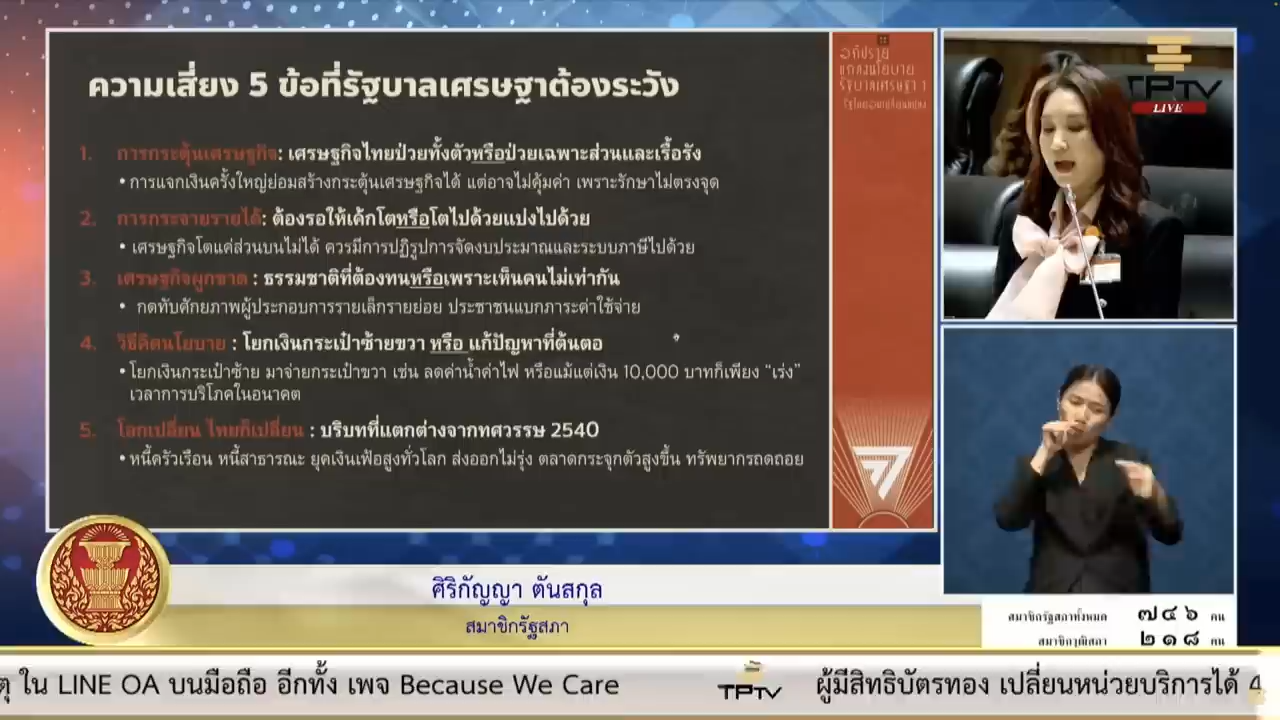 ความเสี่ยง 5 ข้อที่รัฐบาลเศรษฐาต้องระวัง
1. การกระตุ้นเศรษฐกิจ: เศรษฐกิจไทยป่วยทั้งตัวหรือป่วยเฉพาะส่วนและเรื้อรัง
• การแจกเงินครั้งใหญ่ย่อมสร้างกระตุ้นเศรษฐกิจได้ แต่อาจไม่คุ้มค่า เพราะรักษาไม่ตรงจุด
2. การกระจายรายได้: ต้องรอให้เค้กโตหรือโตไปด้วยแบ่งไปด้วย
• เศรษฐกิจโตแค่ส่วนบนไม่ได้ ควรมีการปฏิรูปการจัดงบประมาณและระบบภาษีไปด้วย
3. เศรษฐกิจผูกขาด : ธรรมชาติที่ต้องทนหรือเพราะเห็นคนไม่เท่ากัน
• กดทับศักยภาพผู้ประกอบการรายเล็กรายย่อย ประชาชนแบกภาระค่าใช้จ่าย
4. วิธีคิดนโยบาย : โยกเงินกระเป๋าซ้ายขวา หรือ แก้ปัญหาที่ต้นตอ
• โยกเงินกระเป๋าซ้าย มาจ่ายกระเป๋าขวา เช่น ลดค่าน้ำค่าไฟ หรือแม้แต่เงิน 10,000 บาทก็เพียง “เร่ง”
เวลาการบริโภคในอนาคต
5. โลกเปลี่ยน ไทยก็เปลี่ยน : บริบทที่แตกต่างจากทศวรรษ 2540
• หนี้ครัวเรือน หนี้สาธารณะ ยุคเงินเฟ้อสูงทั่วโลก ส่งออกไม่รุ่ง ตลาดกระจุกตัวสูงขึ้น ทรัพยากรถดถอย
อภิปราย
แถลงนโยบาย
รัฐบาลเศรษฐา 1
TPTV
LIVE
ศิริกัญญา ตันสกุล
สมาชิกรัฐสภา
สมาชิกรัฐสภาทั้งหมด ๗๔๖ คน
สมาชิกวุฒิสภา ๒๑๘ คน
ตุ ใน LINE OA บนมือถือ อีกทั้ง เพจ Because We Care TPTV ผู้มีสิทธิบัตรทอง เปลี่ยนหน่วยบริการได้ 4